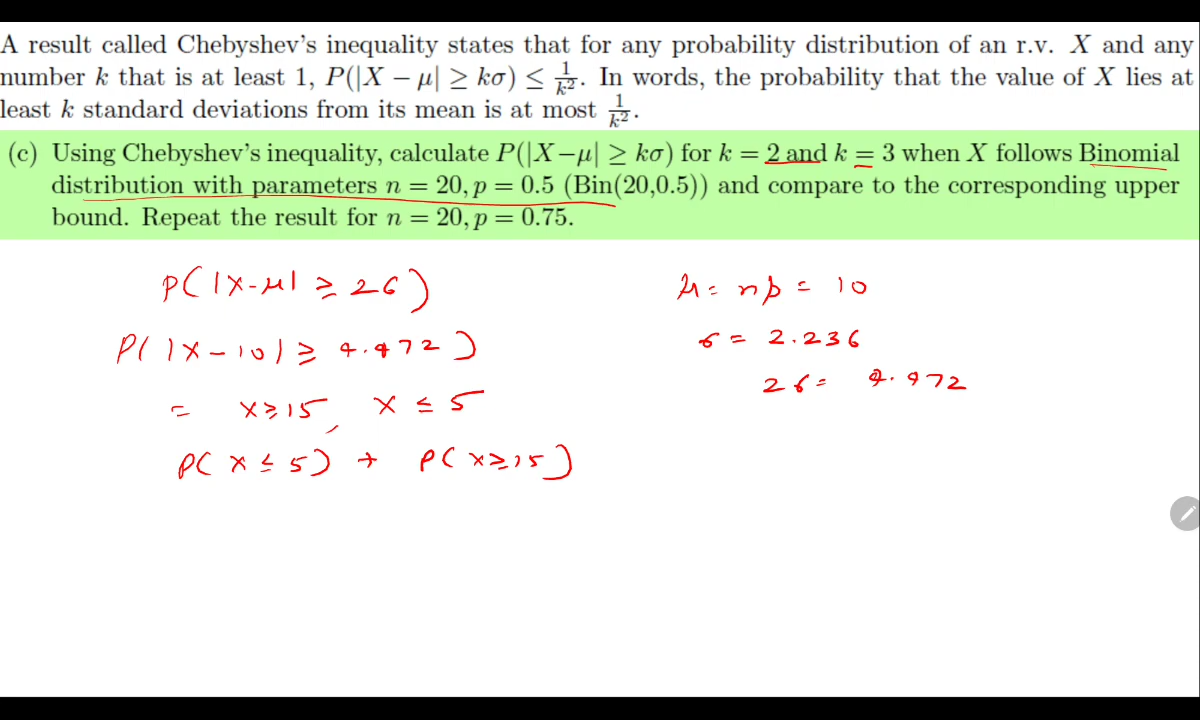 A result called Chebyshev's inequality states that for any probability distribution of an r.v. X and any
number k that is at least 1, P(|X − μ| ≥ kσ) ≤ 1/k². In words, the probability that the value of X lies at
least k standard deviations from its mean is at most 1/k².
(c) Using Chebyshev's inequality, calculate P(|X−μ| ≥ kσ) for k = 2 and k = 3 when X follows Binomial
distribution with parameters n = 20, p = 0.5 (Bin(20,0.5)) and compare to the corresponding upper
bound. Repeat the result for n = 20, p = 0.75.
P(|X-μ| ≥ 2σ)
μ = np = 10
P(|X-10| ≥ 4.472)
σ = 2.236
2σ = 4.472
= X≥15, X ≤ 5
P(X ≤ 5) + P(X≥15)